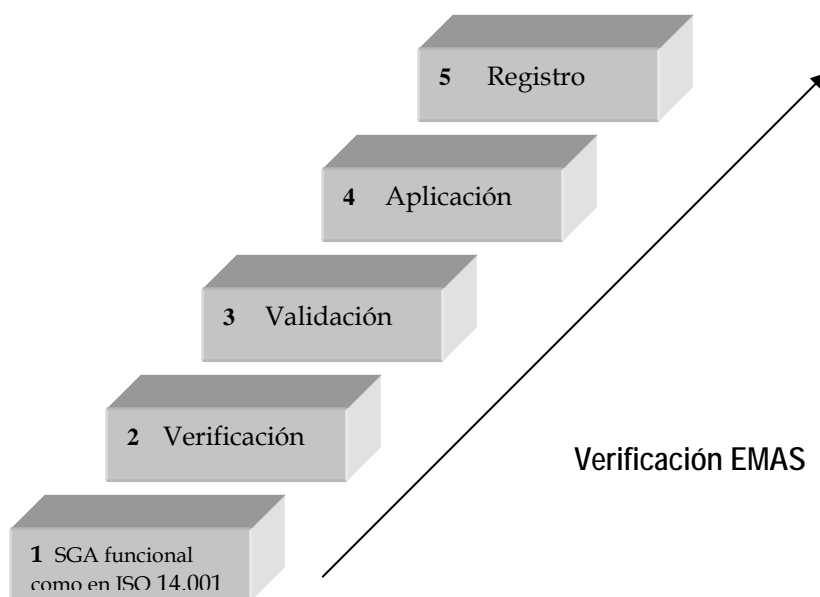 5 Registro
4 Aplicación
3 Validación
2 Verificación
Verificación EMAS
1 SGA funcional
como en ISO 14.001